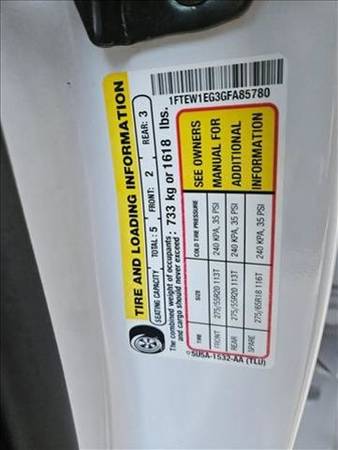 1FTEW1EG3GFA85780
TIRE AND LOADING INFORMATION
SEATING CAPACITY TOTAL: 5 FRONT: 2 REAR: 3
The combined weight of occupants
and cargo should never exceed: 733 kg or 1618 lbs.
TIRE SIZE COLD TIRE PRESSURE
FRONT 275/55R20 113T 240 KPA, 35 PSI
REAR 275/55R20 113T 240 KPA, 35 PSI
SPARE 275/65R18 116T 240 KPA, 35 PSI
SEE OWNERS
MANUAL FOR
ADDITIONAL
INFORMATION
5U5A-1532-AA (TLU)